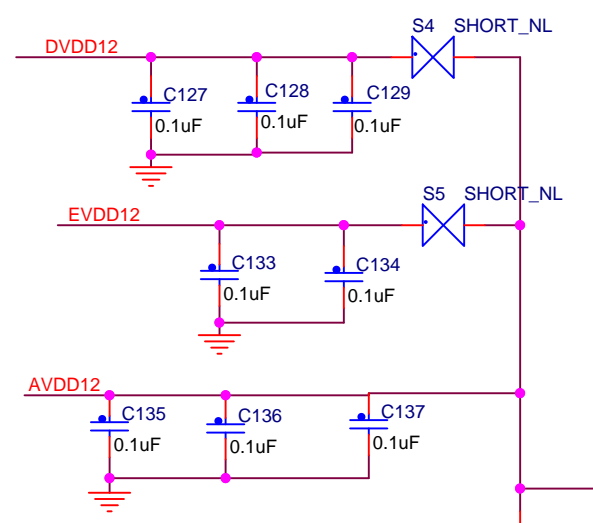 S4 SHORT_NL
DVDD12
C127
C128
C129
0.1uF
0.1uF
0.1uF
S5 SHORT_NL
EVDD12
C133
C134
0.1uF
0.1uF
AVDD12
C135
C136
C137
0.1uF
0.1uF
0.1uF